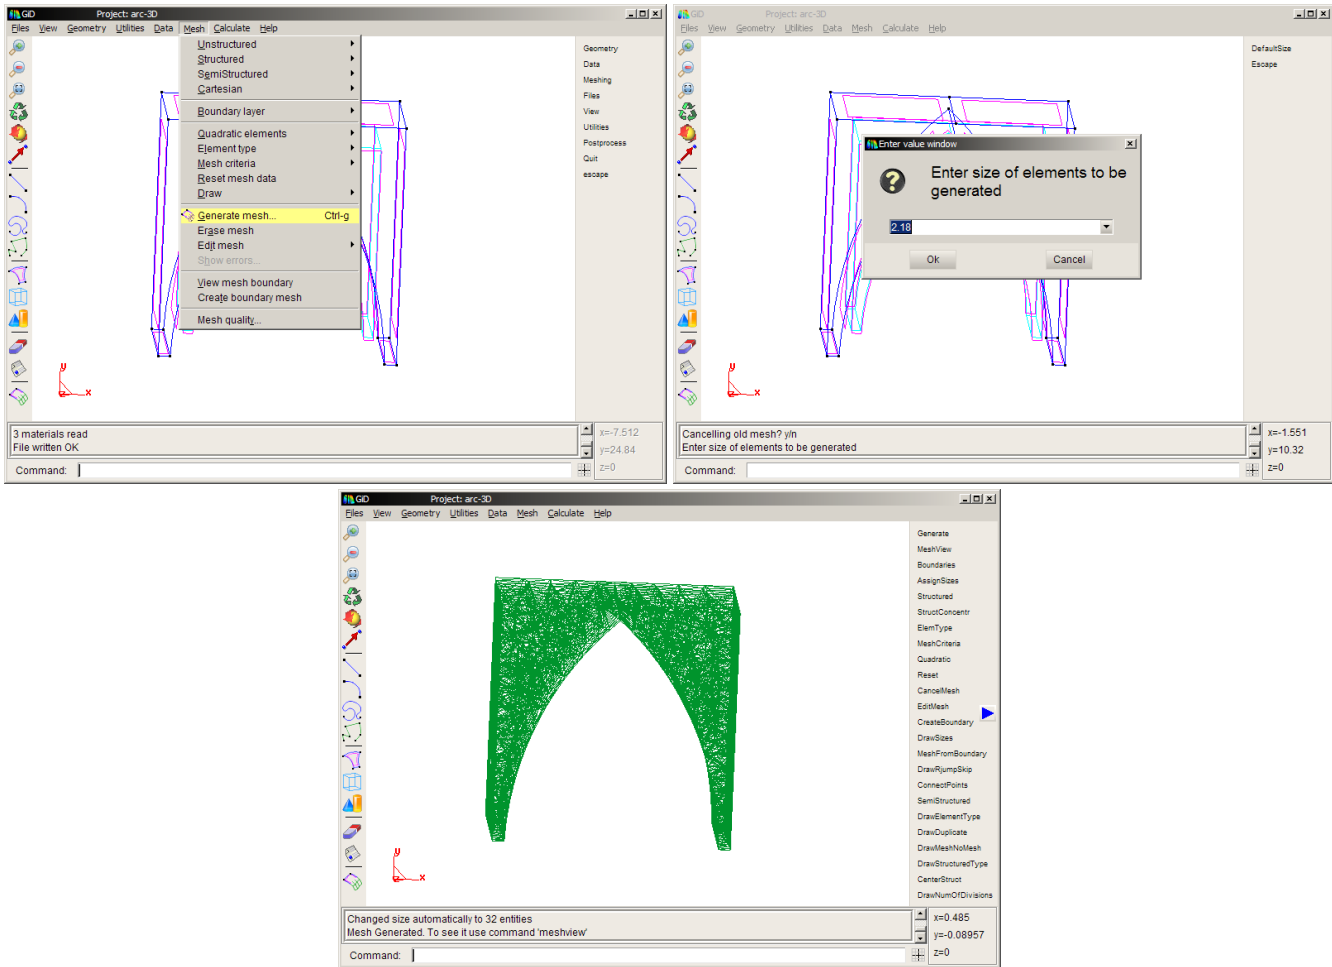 GiD Project: arc-3D
Files View Geometry Utilities Data Mesh Calculate Help
Unstructured
Structured
SemiStructured
Cartesian
Boundary layer
Quadratic elements
Element type
Mesh criteria
Reset mesh data
Draw
Generate mesh... Ctrl-g
Erase mesh
Edit mesh
Show errors...
View mesh boundary
Create boundary mesh
Mesh quality...
Geometry
Data
Meshing
Files
View
Utilities
Postprocess
Quit
escape
y
x
z
3 materials read
File written OK
x=-7.512
y=24.84
z=0
Command:
GiD Project: arc-3D
Files View Geometry Utilities Data Mesh Calculate Help
DefaultSize
Escape
Enter value window
Enter size of elements to be
generated
2.18
Ok Cancel
y
x
z
Cancelling old mesh? y/n
Enter size of elements to be generated
x=-1.551
y=10.32
z=0
Command:
GiD Project: arc-3D
Files View Geometry Utilities Data Mesh Calculate Help
Generate
MeshView
Boundaries
AssignSizes
Structured
StructConcentr
ElemType
MeshCriteria
Quadratic
Reset
CancelMesh
EditMesh
CreateBoundary
DrawSizes
MeshFromBoundary
DrawRjumpSkip
ConnectPoints
SemiStructured
DrawElementType
DrawDuplicate
DrawMeshNoMesh
DrawStructuredType
CenterStruct
DrawNumOfDivisions
y
x
z
Changed size automatically to 32 entities
Mesh Generated. To see it use command 'meshview'
x=0.485
y=-0.08957
z=0
Command: